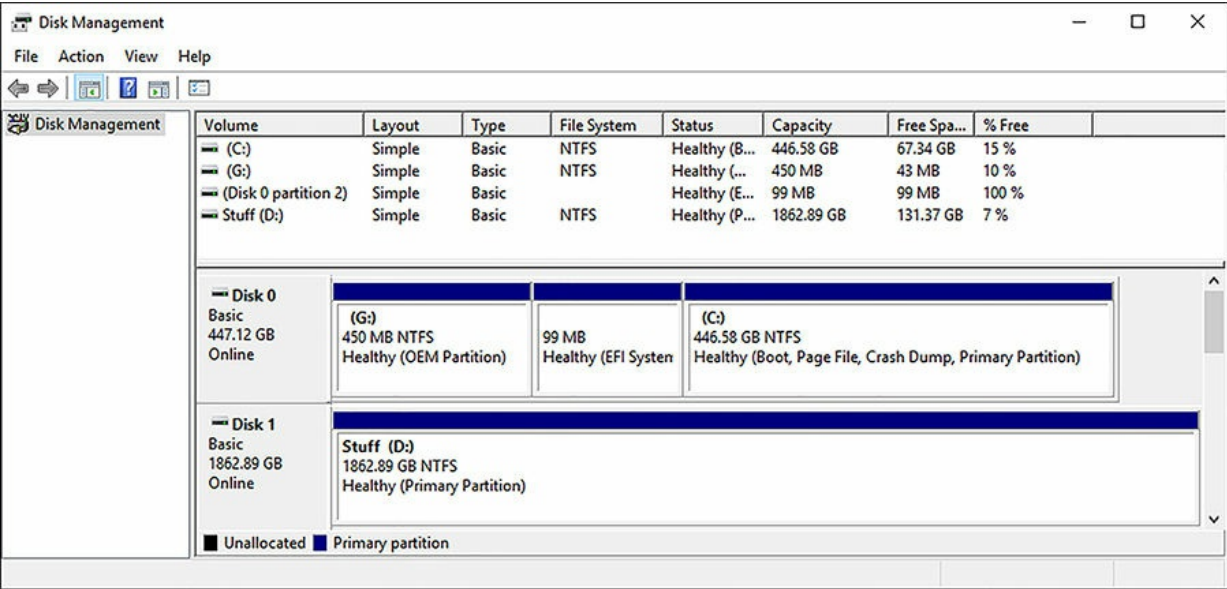 Disk Management
File Action View Help
Disk Management
Volume Layout Type File System Status Capacity Free Spa... % Free
(C:) Simple Basic NTFS Healthy (B... 446.58 GB 67.34 GB 15 %
(G:) Simple Basic NTFS Healthy (... 450 MB 43 MB 10 %
(Disk 0 partition 2) Simple Basic Healthy (E... 99 MB 99 MB 100 %
Stuff (D:) Simple Basic NTFS Healthy (P... 1862.89 GB 131.37 GB 7 %
Disk 0
Basic
447.12 GB
Online
(G:)
450 MB NTFS
Healthy (OEM Partition)
99 MB
Healthy (EFI System
(C:)
446.58 GB NTFS
Healthy (Boot, Page File, Crash Dump, Primary Partition)
Disk 1
Basic
1862.89 GB
Online
Stuff (D:)
1862.89 GB NTFS
Healthy (Primary Partition)
Unallocated Primary partition